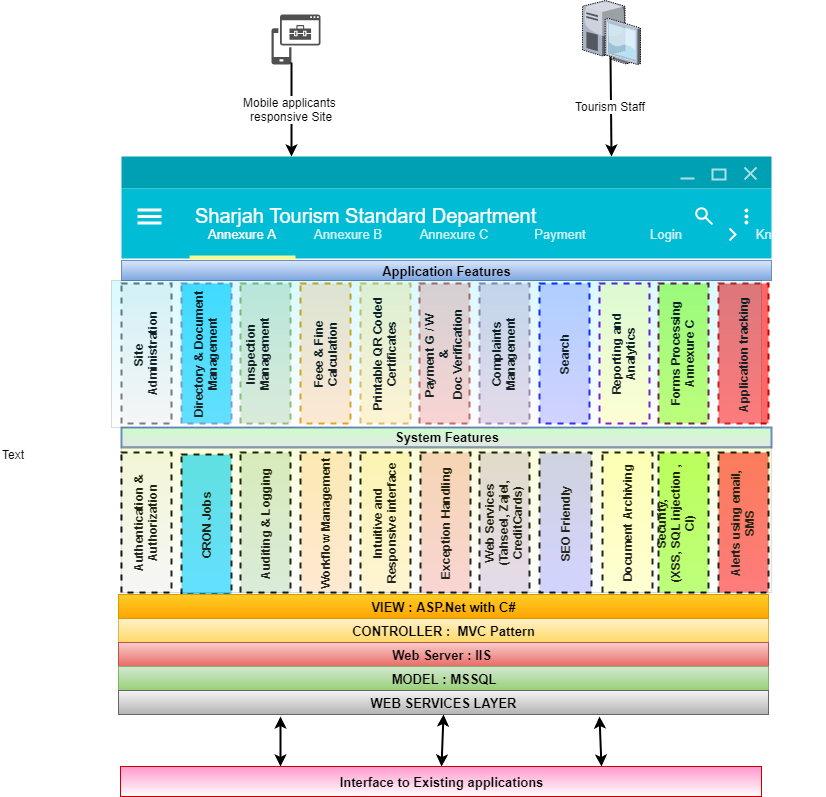 Mobile applicants
responsive Site
Tourism Staff
Sharjah Tourism Standard Department
Annexure A
Annexure B
Annexure C
Payment
Login
Kn
Application Features
Site
Administration
Directory & Document
Management
Inspection
Management
Feee & Fine
Calculation
Printable QR Coded
Certificates
Payment G / W
&
Doc Verification
Complaints
Management
Search
Reporting and
Analytics
Forms Processing
Annexure C
Application tracking
System Features
Text
Authentication &
Authorization
CRON Jobs
Auditing & Logging
Workflow Management
Intuitive and
Responsive interface
Exception Handling
Web Services
(Tahseel, Zajel,
CreditCards)
SEO Friendly
Document Archiving
Security,
(XSS, SQL Injection ,
CI)
Alerts using email,
SMS
VIEW : ASP.Net with C#
CONTROLLER : MVC Pattern
Web Server : IIS
MODEL : MSSQL
WEB SERVICES LAYER
Interface to Existing applications